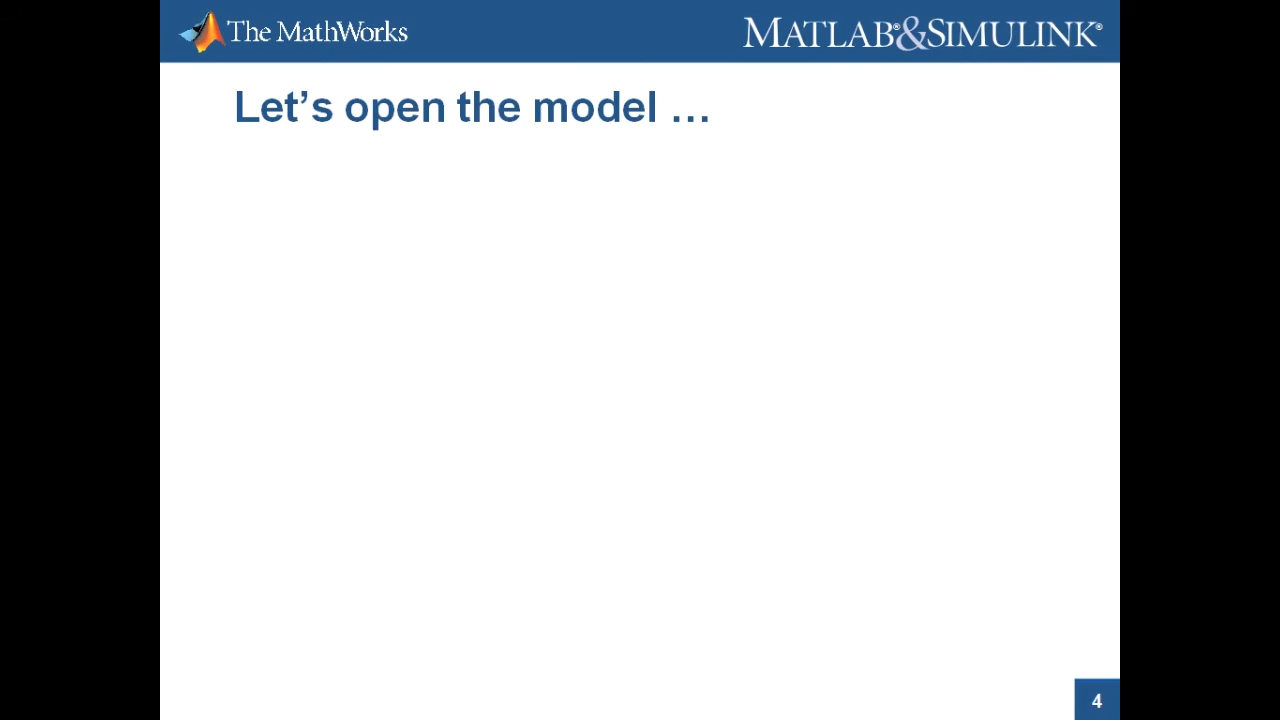 The MathWorks
MATLAB®&SIMULINK®
Let’s open the model …
4